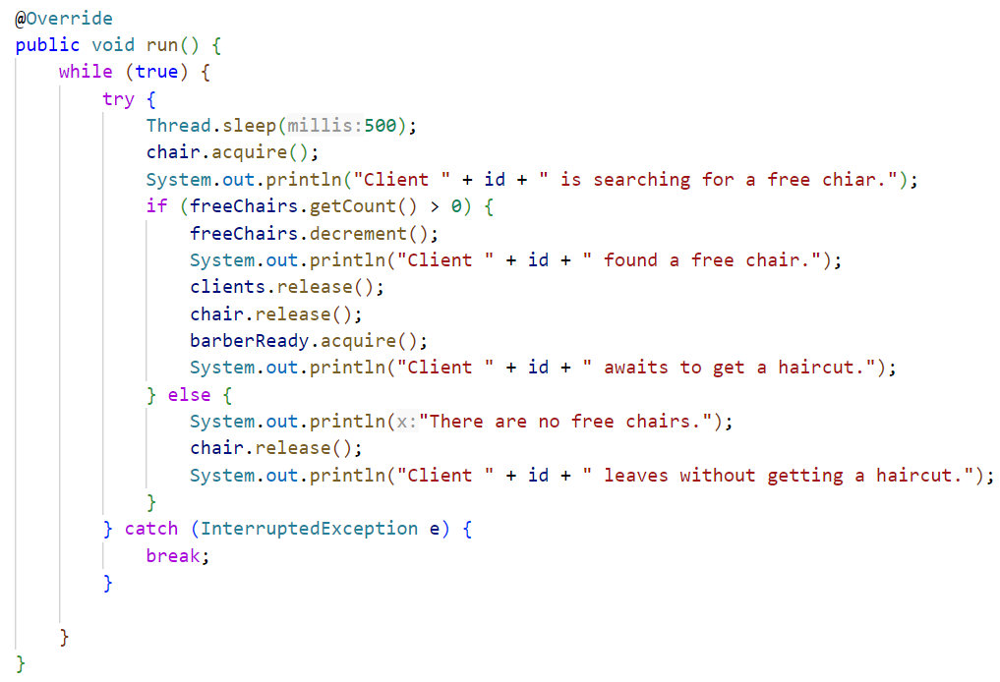 @Override
public void run() {
while (true) {
try {
Thread.sleep(millis:500);
chair.acquire();
System.out.println("Client " + id + " is searching for a free chiar.");
if (freeChairs.getCount() > 0) {
freeChairs.decrement();
System.out.println("Client " + id + " found a free chair.");
clients.release();
chair.release();
barberReady.acquire();
System.out.println("Client " + id + " awaits to get a haircut.");
} else {
System.out.println(x:"There are no free chairs.");
chair.release();
System.out.println("Client " + id + " leaves without getting a haircut.");
}
} catch (InterruptedException e) {
break;
}
}
}